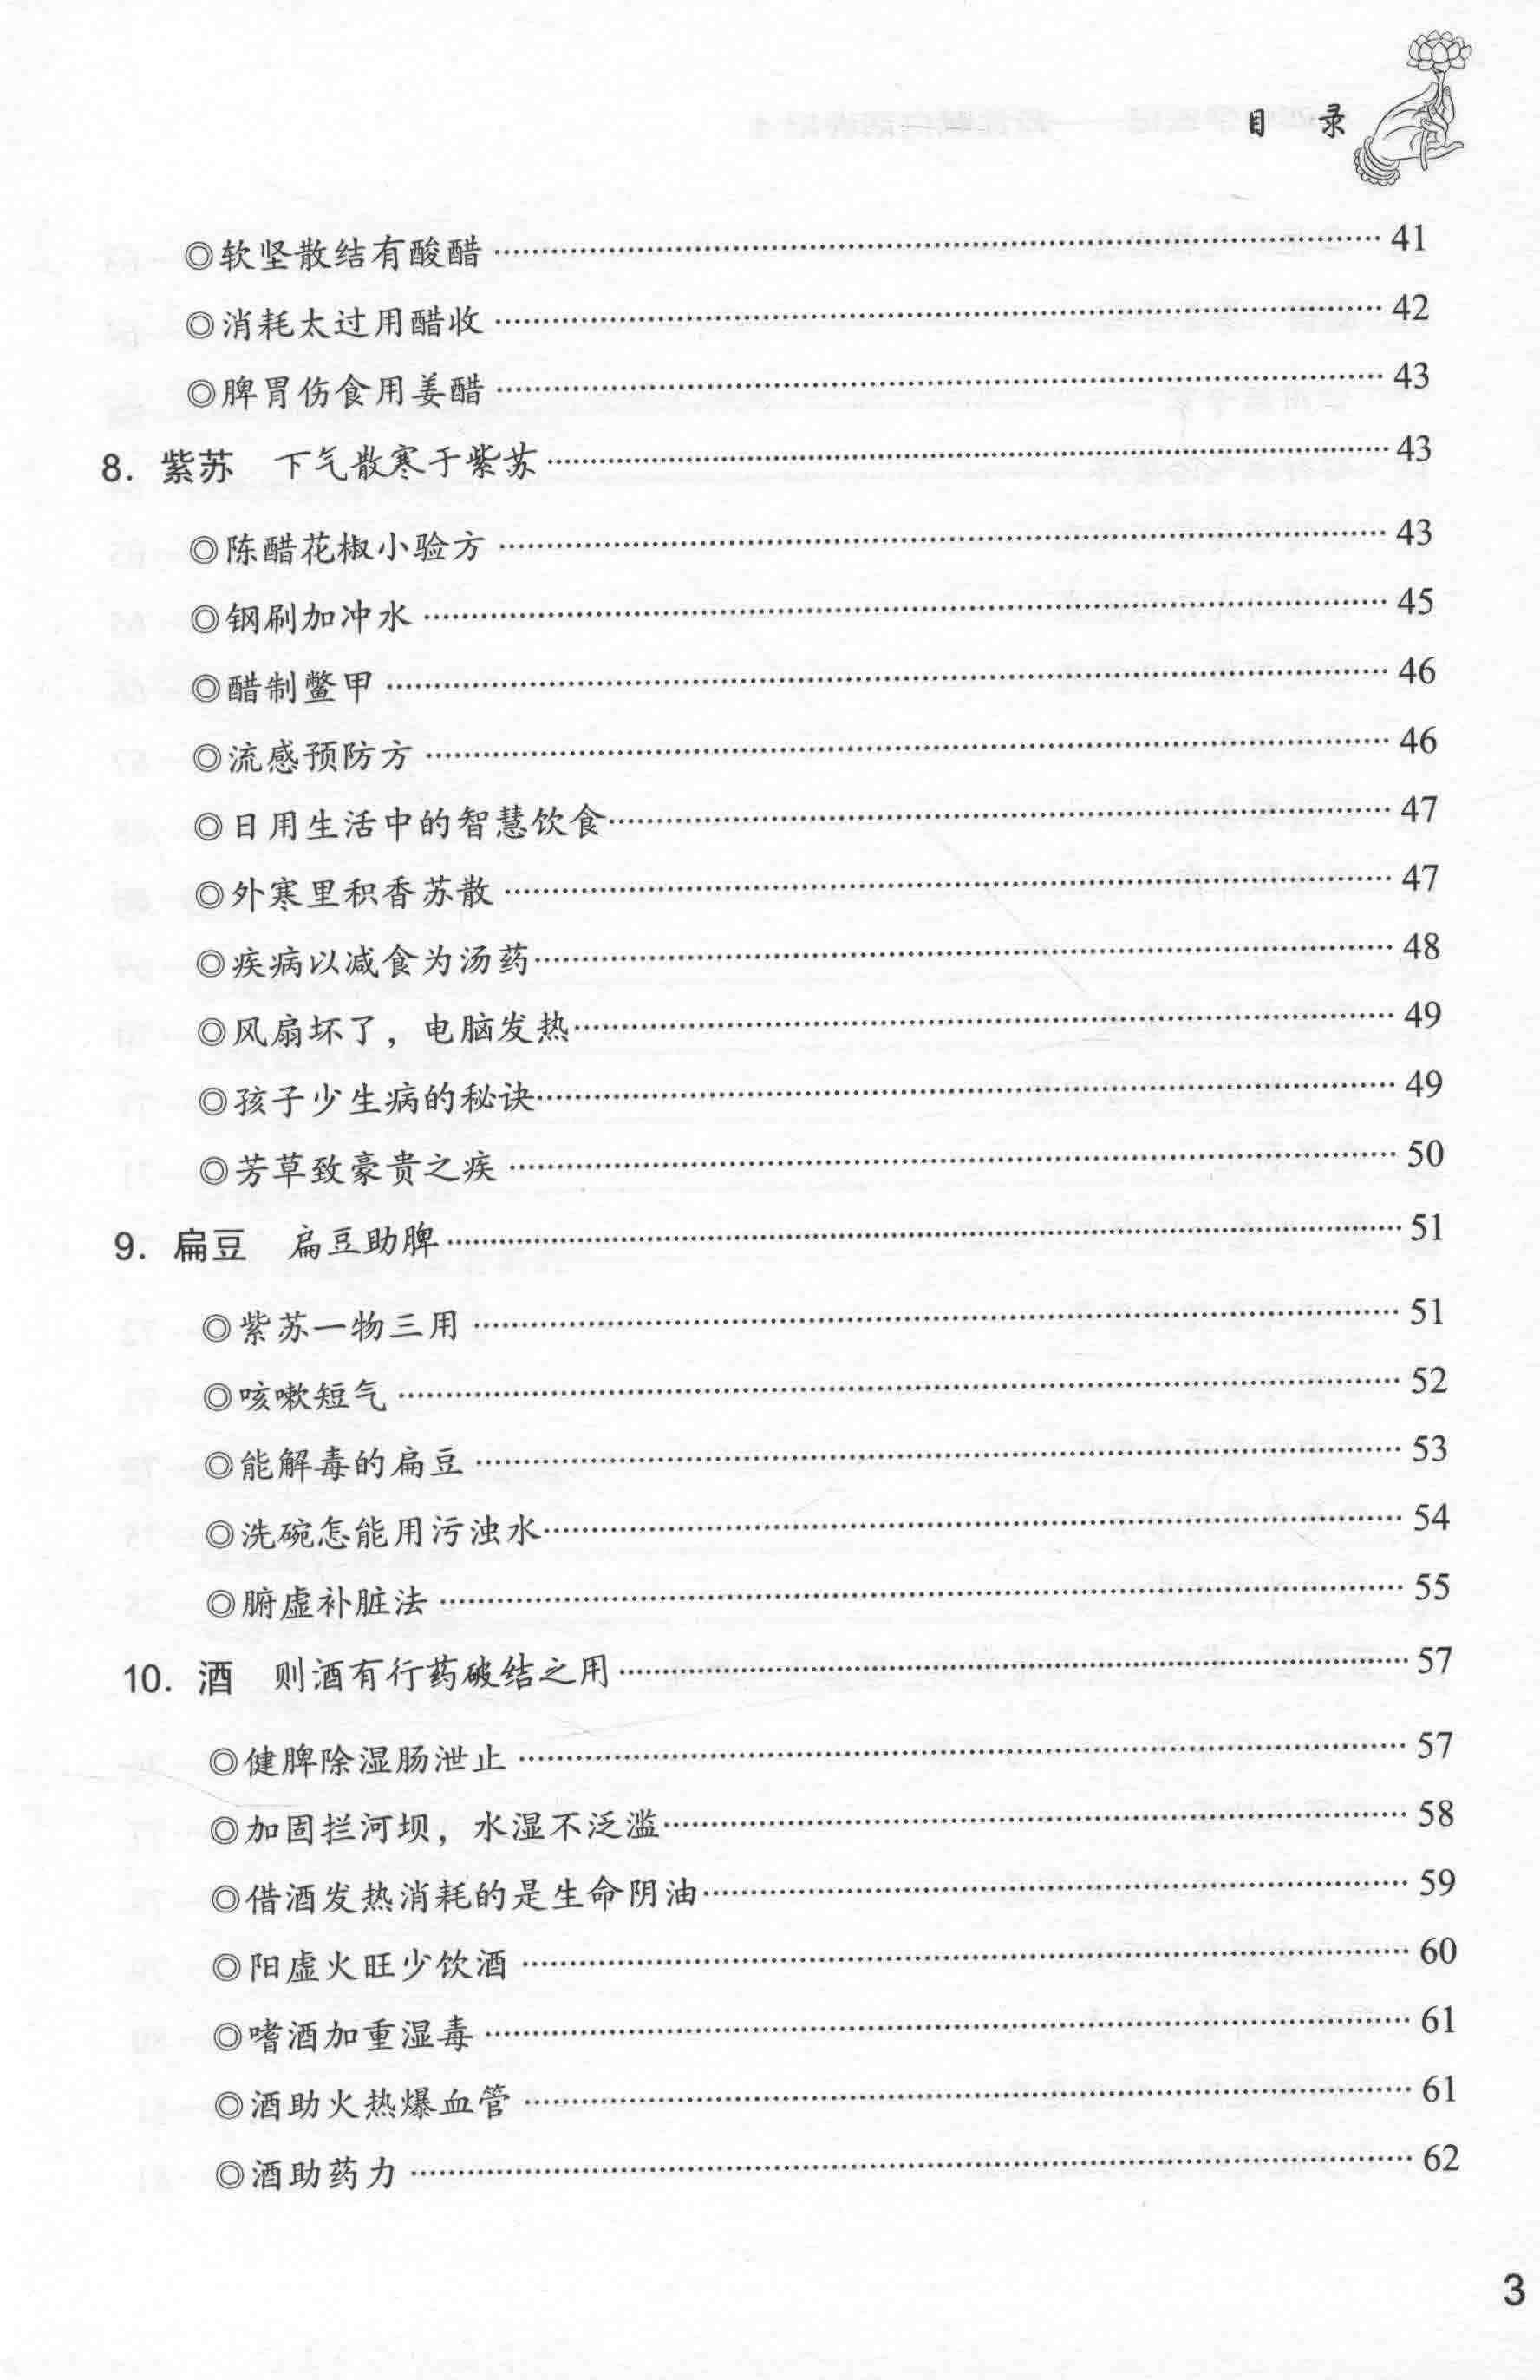 目 录
◎软坚散结有酸醋……………………41
◎消耗太过用醋收……………………42
◎脾胃伤食用姜醋……………………43
8. 紫苏 下气散寒于紫苏……………………43
◎陈醋花椒小验方……………………43
◎钢刷加冲水……………………45
◎醋制鳖甲……………………46
◎流感预防方……………………46
◎日用生活中的智慧饮食……………………47
◎外寒里积香苏散……………………47
◎疾病以减食为汤药……………………48
◎风扇坏了，电脑发热……………………49
◎孩子少生病的秘诀……………………49
◎芳草致豪贵之疾……………………50
9. 扁豆 扁豆助脾……………………51
◎紫苏一物三用……………………51
◎咳嗽短气……………………52
◎能解毒的扁豆……………………53
◎洗碗怎能用污浊水……………………54
◎腑虚补脏法……………………55
10. 酒 则酒有行药破结之用……………………57
◎健脾除湿肠泄止……………………57
◎加固拦河坝，水湿不泛滥……………………58
◎借酒发热消耗的是生命阴油……………………59
◎阳虚火旺少饮酒……………………60
◎嗜酒加重湿毒……………………61
◎酒助火热爆血管……………………61
◎酒助药力……………………62
3